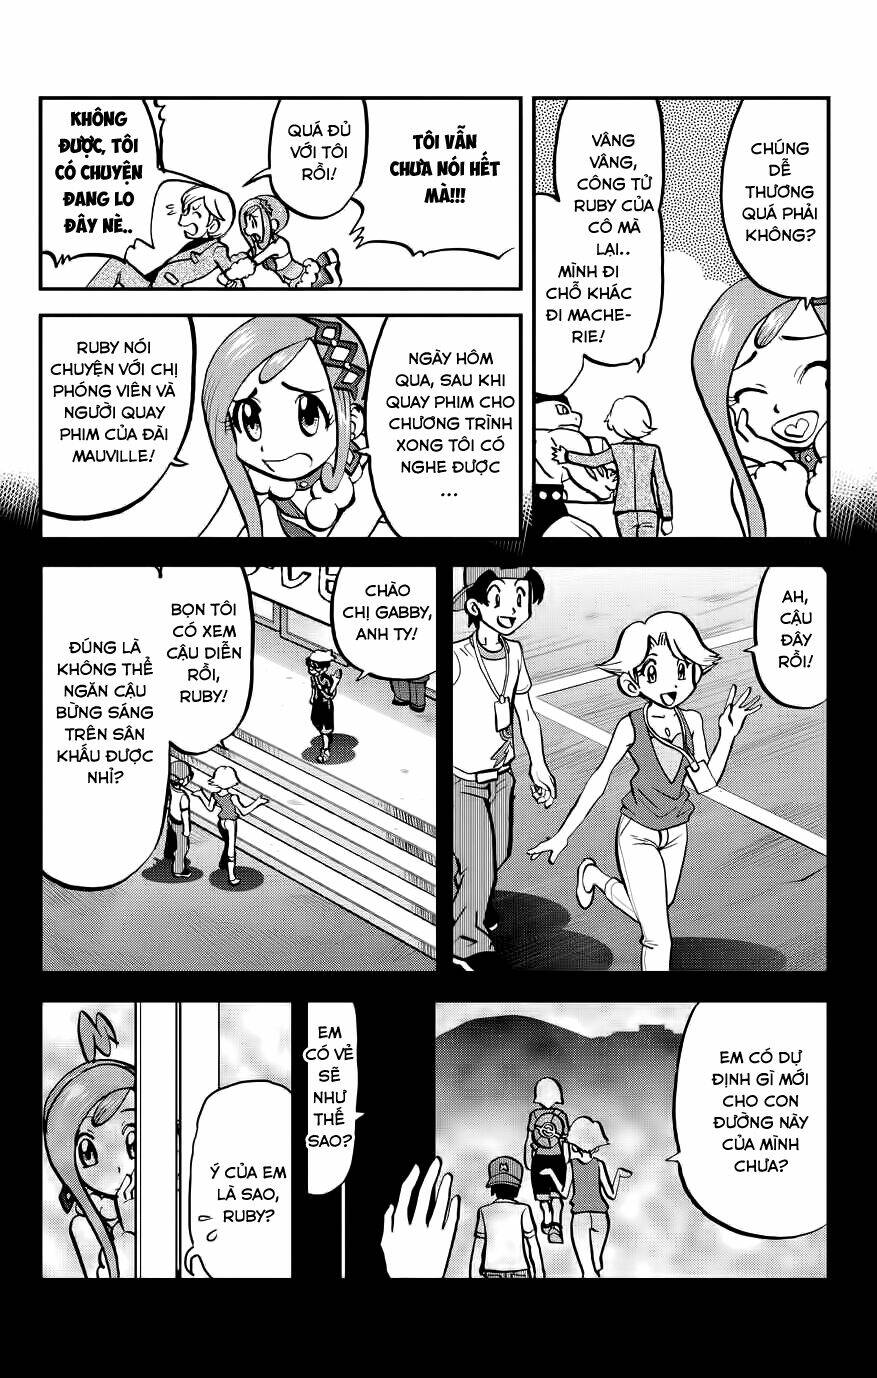 CHÚNG
DỄ
THƯƠNG
QUÁ PHẢI
KHÔNG?
VÂNG
VÂNG,
CÔNG TỬ
RUBY CỦA
CÔ MÀ
LẠI..
MÌNH ĐI
CHỖ KHÁC
ĐI MACHE-
RIE!
TÔI VẪN
CHƯA NÓI HẾT
MÀ!!!
QUÁ ĐỦ
VỚI TÔI
RỒI!
KHÔNG
ĐƯỢC, TÔI
CÓ CHUYỆN
ĐANG LO
ĐÂY NÈ..
NGÀY HÔM
QUA, SAU KHI
QUAY PHIM CHO
CHƯƠNG TRÌNH
XONG TÔI CÓ
NGHE ĐƯỢC
...
RUBY NÓI
CHUYỆN VỚI CHỊ
PHÓNG VIÊN VÀ
NGƯỜI QUAY
PHIM CỦA ĐÀI
MAUVILLE!
AH,
CẬU
ĐÂY
RỒI!
CHÀO
CHỊ GABBY,
ANH TY!
BỌN TÔI
CÓ XEM
CẬU DIỄN
RỒI,
RUBY!
ĐÚNG LÀ
KHÔNG THỂ
NGĂN CẬU
BỪNG SÁNG
TRÊN SÂN
KHẤU ĐƯỢC
NHỈ?
EM CÓ DỰ
ĐỊNH GÌ MỚI
CHO CON
ĐƯỜNG NÀY
CỦA MÌNH
CHƯA?
EM
CÓ VẺ
SẼ
NHƯ
THẾ
SAO?
Ý CỦA EM
LÀ SAO,
RUBY?